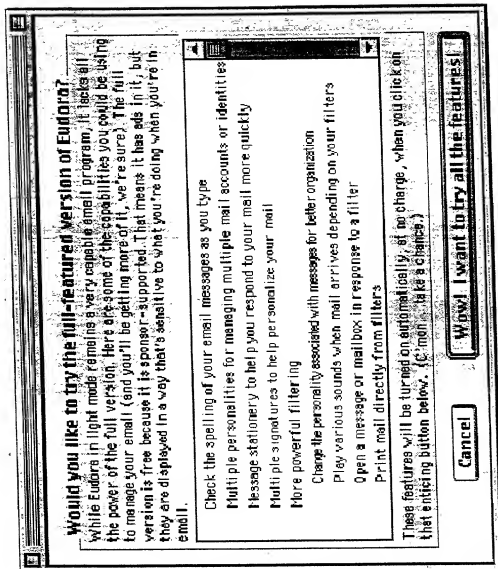 Would you like to try the full-featured version of Eudora?
While Eudora in light mode remains a very capable email program, it lacks all
the power of the full version. Here are some of the capabilities you could be using
to manage your email (and you'll be getting more of it, we're sure). The full
version is free because it is sponsor-supported. That means it has ads in it, but
they are displayed in a way that's sensitive to what you're doing when you're in
email.
Check the spelling of your email messages as you type
Multiple personalities for managing multiple mail accounts or identities
Message stationery to help you respond to your mail more quickly
Multiple signatures to help personalize your mail
More powerful filtering
Change the personality associated with messages for better organization
Play various sounds when mail arrives depending on your filters
Open a message or mailbox in response to a filter
Print mail directly from filters
These features will be turned on automatically, at no charge, when you click on
that enticing button below. (C'mon... take a chance.)
Cancel
Wow! I want to try all the features!